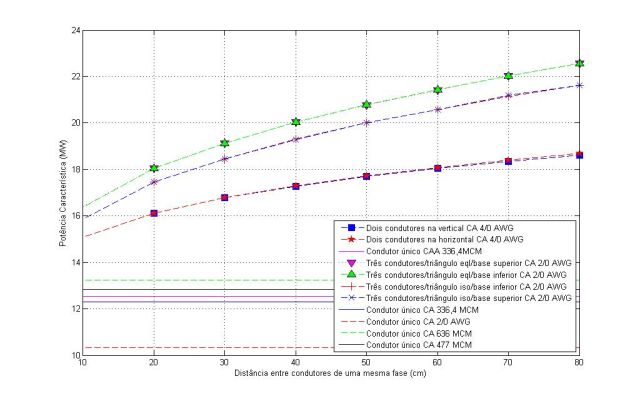 24
22
20
18
16
14
12
10
Potência Característica (MW)
10 20 30 40 50 60 70 80
Distância entre condutores de uma mesma fase (cm)
Dois condutores na vertical CA 4/0 AWG
Dois condutores na horizontal CA 4/0 AWG
Condutor único CAA 336,4MCM
Três condutores/triângulo eql/base superior CA 2/0 AWG
Três condutores/triângulo eql/base inferior CA 2/0 AWG
Três condutores/triângulo iso/base inferior CA 2/0 AWG
Três condutores/triângulo iso/base superior CA 2/0 AWG
Condutor único CA 336,4 MCM
Condutor único CA 2/0 AWG
Condutor único CA 636 MCM
Condutor único CA 477 MCM